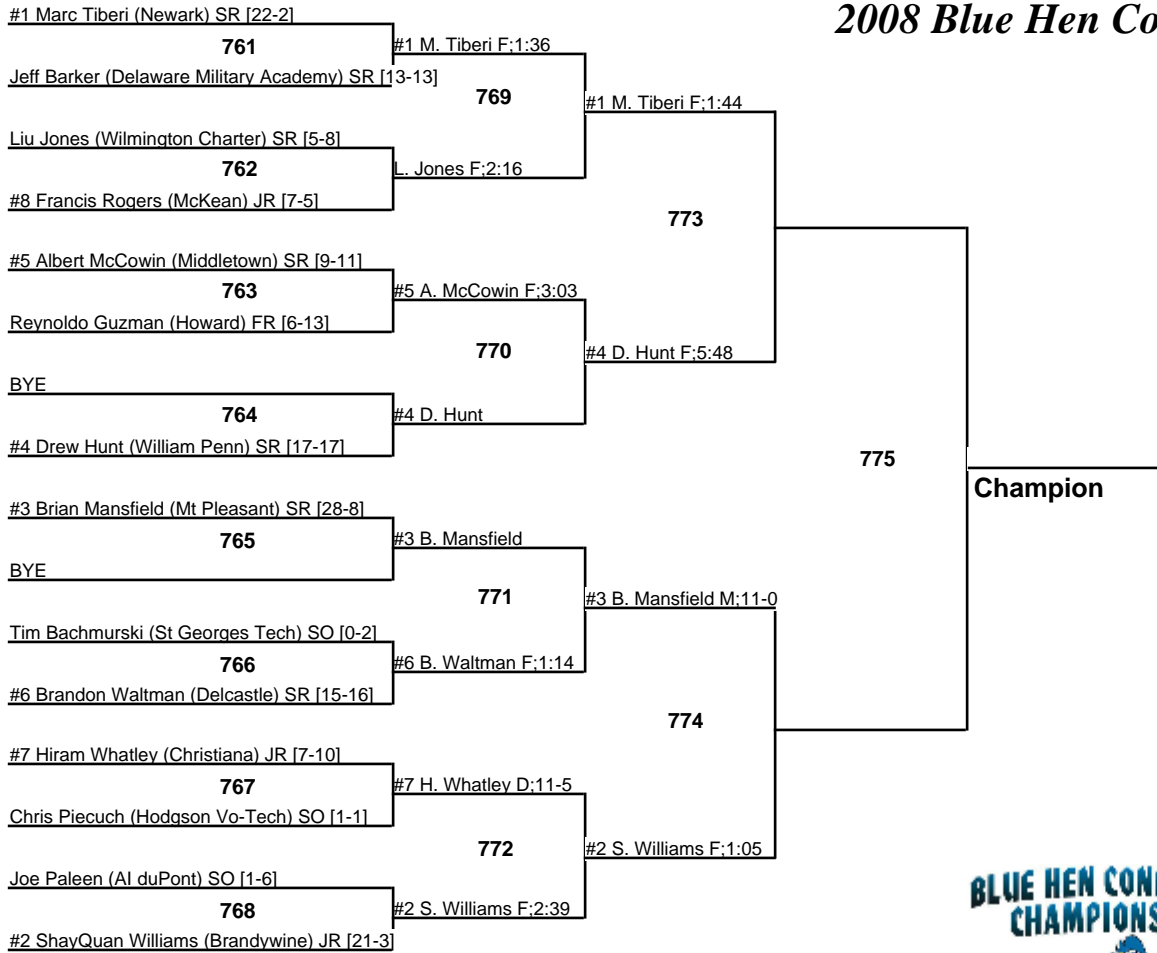 2008 Blue Hen Co
#1 Marc Tiberi (Newark) SR [22-2]
761
Jeff Barker (Delaware Military Academy) SR [13-13]
Liu Jones (Wilmington Charter) SR [5-8]
762
#8 Francis Rogers (McKean) JR [7-5]
#5 Albert McCowin (Middletown) SR [9-11]
763
Reynoldo Guzman (Howard) FR [6-13]
BYE
764
#4 Drew Hunt (William Penn) SR [17-17]
#3 Brian Mansfield (Mt Pleasant) SR [28-8]
765
BYE
Tim Bachmurski (St Georges Tech) SO [0-2]
766
#6 Brandon Waltman (Delcastle) SR [15-16]
#7 Hiram Whatley (Christiana) JR [7-10]
767
Chris Piecuch (Hodgson Vo-Tech) SO [1-1]
Joe Paleen (AI duPont) SO [1-6]
768
#2 ShayQuan Williams (Brandywine) JR [21-3]
#1 M. Tiberi F;1:36
769
L. Jones F;2:16
#5 A. McCowin F;3:03
770
#4 D. Hunt
#3 B. Mansfield
771
#6 B. Waltman F;1:14
#7 H. Whatley D;11-5
772
#2 S. Williams F;2:39
#1 M. Tiberi F;1:44
773
#4 D. Hunt F;5:48
#3 B. Mansfield M;11-0
774
#2 S. Williams F;1:05
775
Champion
BLUE HEN CON
CHAMPIONS